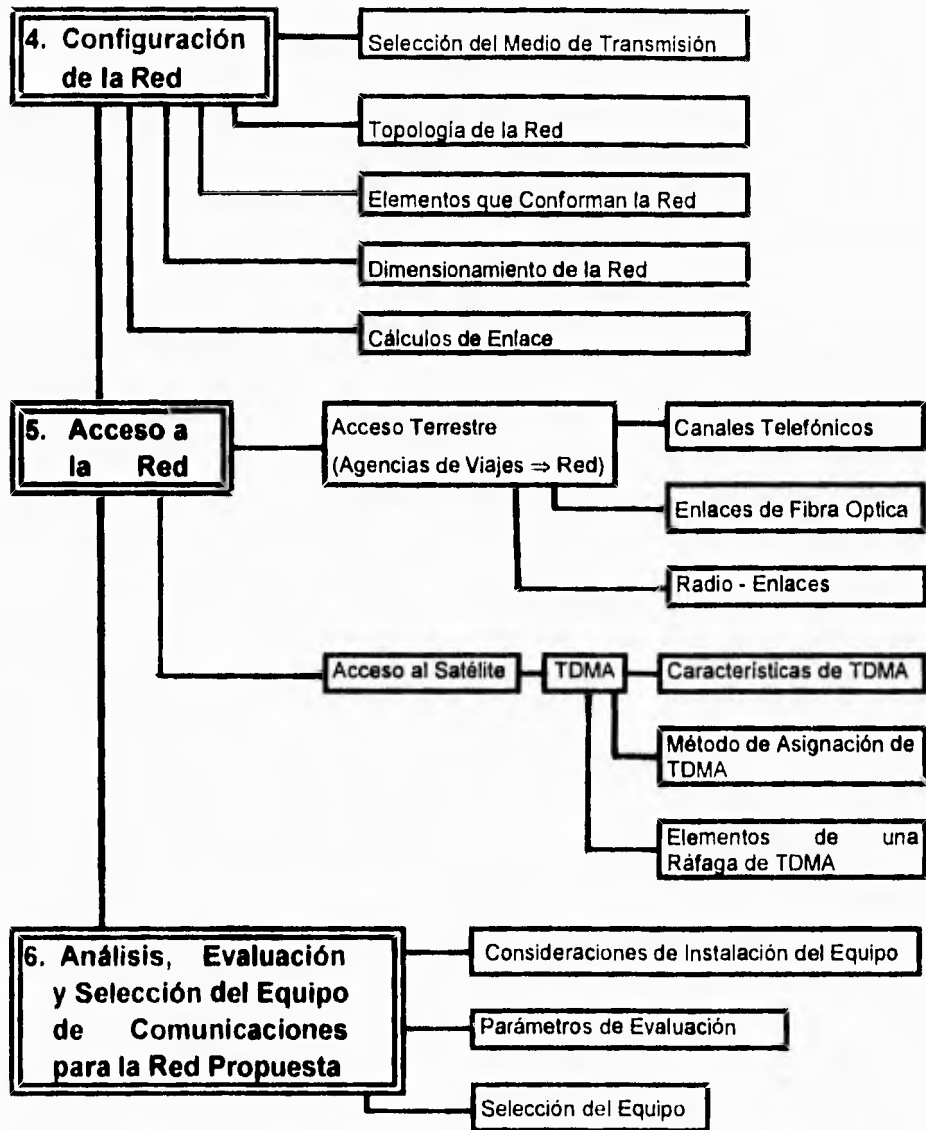 4. Configuración
de la Red
Selección del Medio de Transmisión
Topología de la Red
Elementos que Conforman la Red
Dimensionamiento de la Red
Cálculos de Enlace
5. Acceso a
la Red
Acceso Terrestre
(Agencias de Viajes ⇒ Red)
Canales Telefónicos
Enlaces de Fibra Optica
Radio - Enlaces
Acceso al Satélite
TDMA
Características de TDMA
Método de Asignación de
TDMA
Elementos de una
Ráfaga de TDMA
6. Análisis, Evaluación
y Selección del Equipo
de Comunicaciones
para la Red Propuesta
Consideraciones de Instalación del Equipo
Parámetros de Evaluación
Selección del Equipo